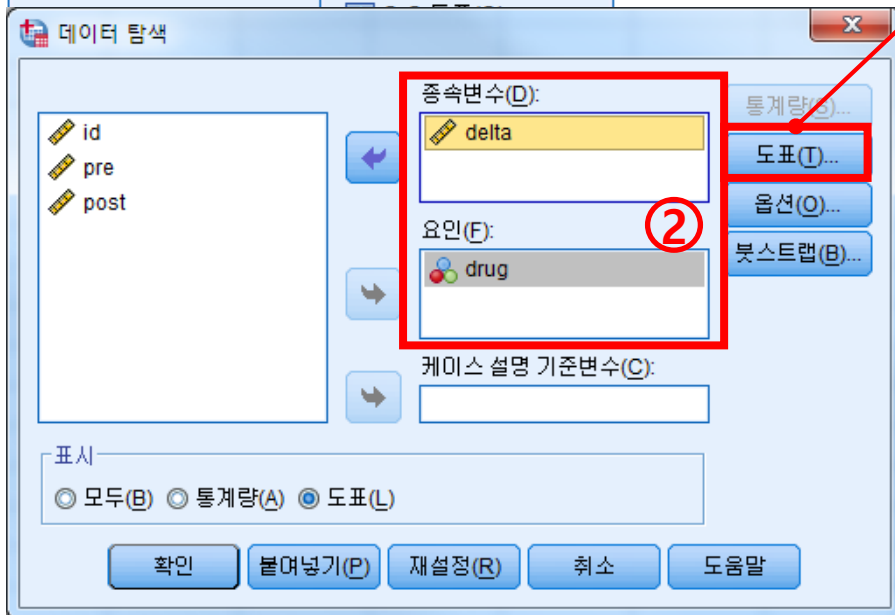 데이터 탐색
종속변수(D):
통계량(S)...
id
delta
pre
도표(T)...
post
옵션(O)...
요인(F):
②
붓스트랩(B)...
drug
케이스 설명 기준변수(C):
표시
모두(B) 통계량(A) 도표(L)
확인 붙여넣기(P) 재설정(R) 취소 도움말